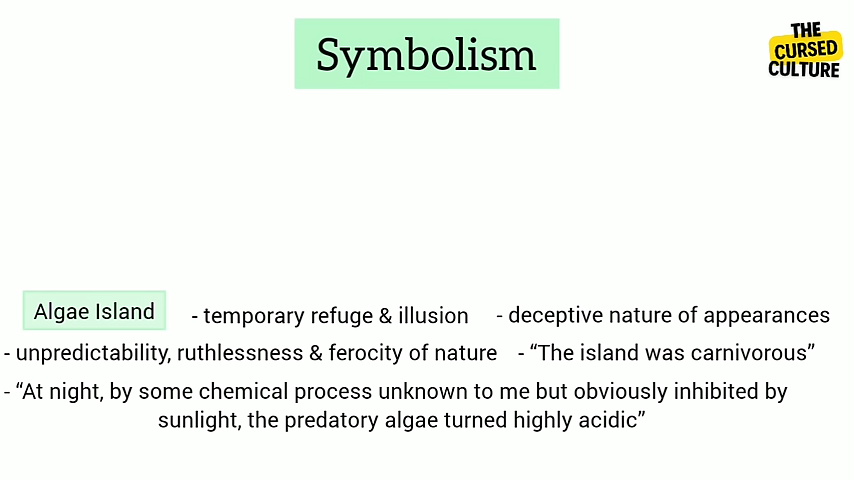 Symbolism
THE
CURSED
CULTURE
Algae Island - temporary refuge & illusion - deceptive nature of appearances
- unpredictability, ruthlessness & ferocity of nature - “The island was carnivorous”
- “At night, by some chemical process unknown to me but obviously inhibited by
sunlight, the predatory algae turned highly acidic”